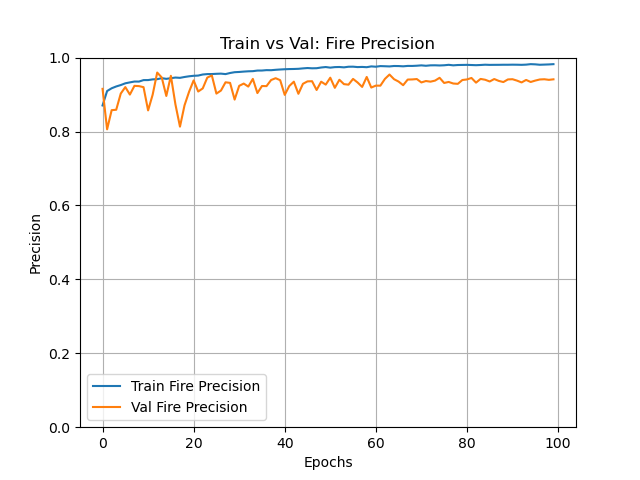 Train vs Val: Fire Precision
1.0
0.8
0.6
0.4
0.2
0.0
Precision
Train Fire Precision
Val Fire Precision
0 20 40 60 80 100
Epochs